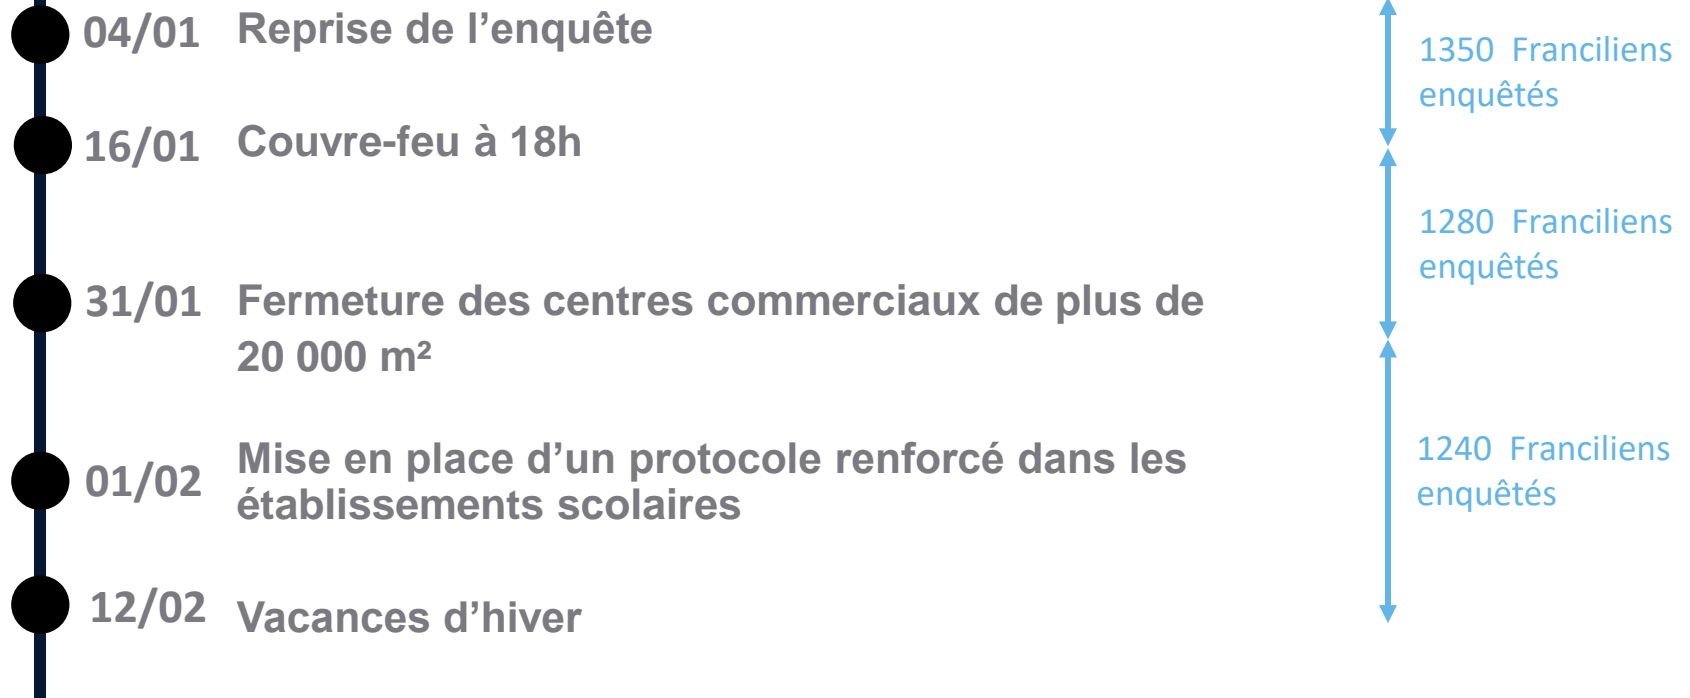 04/01 Reprise de l’enquête
1350 Franciliens
enquêtés
16/01 Couvre-feu à 18h
1280 Franciliens
enquêtés
31/01 Fermeture des centres commerciaux de plus de
20 000 m²
01/02 Mise en place d’un protocole renforcé dans les
établissements scolaires
1240 Franciliens
enquêtés
12/02 Vacances d’hiver